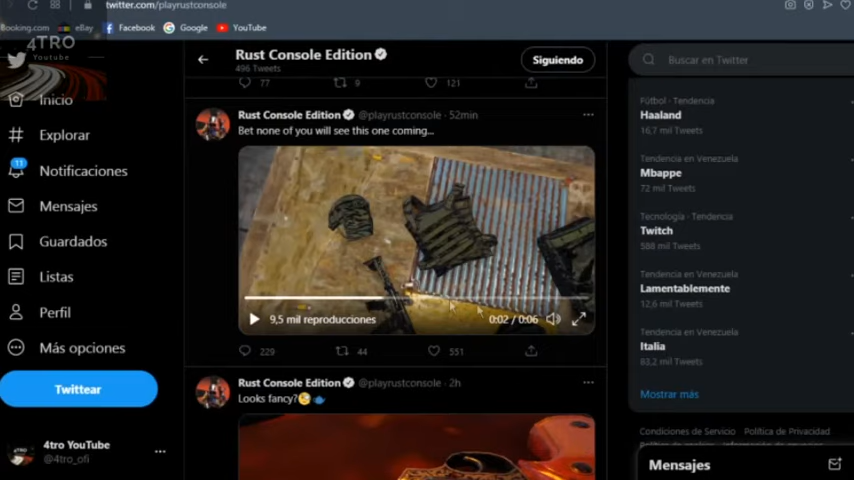 twitter.com/playrustconsole
Booking.com
eBay
Facebook
Google
YouTube
4TRO
Youtube
Inicio
Explorar
11
Notificaciones
Mensajes
Guardados
Listas
Perfil
Más opciones
Twittear
4tro YouTube
@4tro_ofi
Rust Console Edition
496 Tweets
Siguiendo
77
9
121
Rust Console Edition @playrustconsole · 52min
Bet none of you will see this one coming...
9,5 mil reproducciones
0:02 / 0:06
229
44
551
Rust Console Edition @playrustconsole · 2h
Looks fancy?
Buscar en Twitter
Fútbol · Tendencia
Haaland
16,7 mil Tweets
Tendencia en Venezuela
Mbappe
72 mil Tweets
Tecnología · Tendencia
Twitch
588 mil Tweets
Tendencia en Venezuela
Lamentablemente
12,6 mil Tweets
Tendencia en Venezuela
Italia
83,2 mil Tweets
Mostrar más
Condiciones de Servicio Política de Privacidad
Mensajes